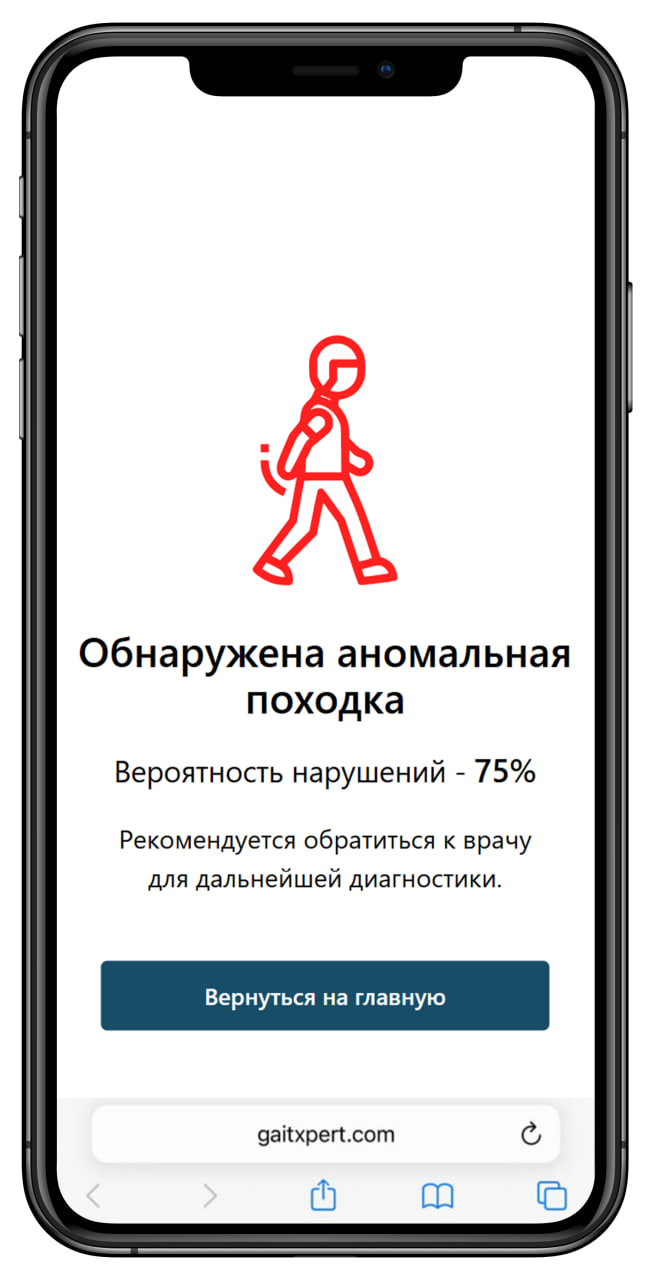 Обнаружена аномальная
походка
Вероятность нарушений - 75%
Рекомендуется обратиться к врачу
для дальнейшей диагностики.
Вернуться на главную
gaitxpert.com